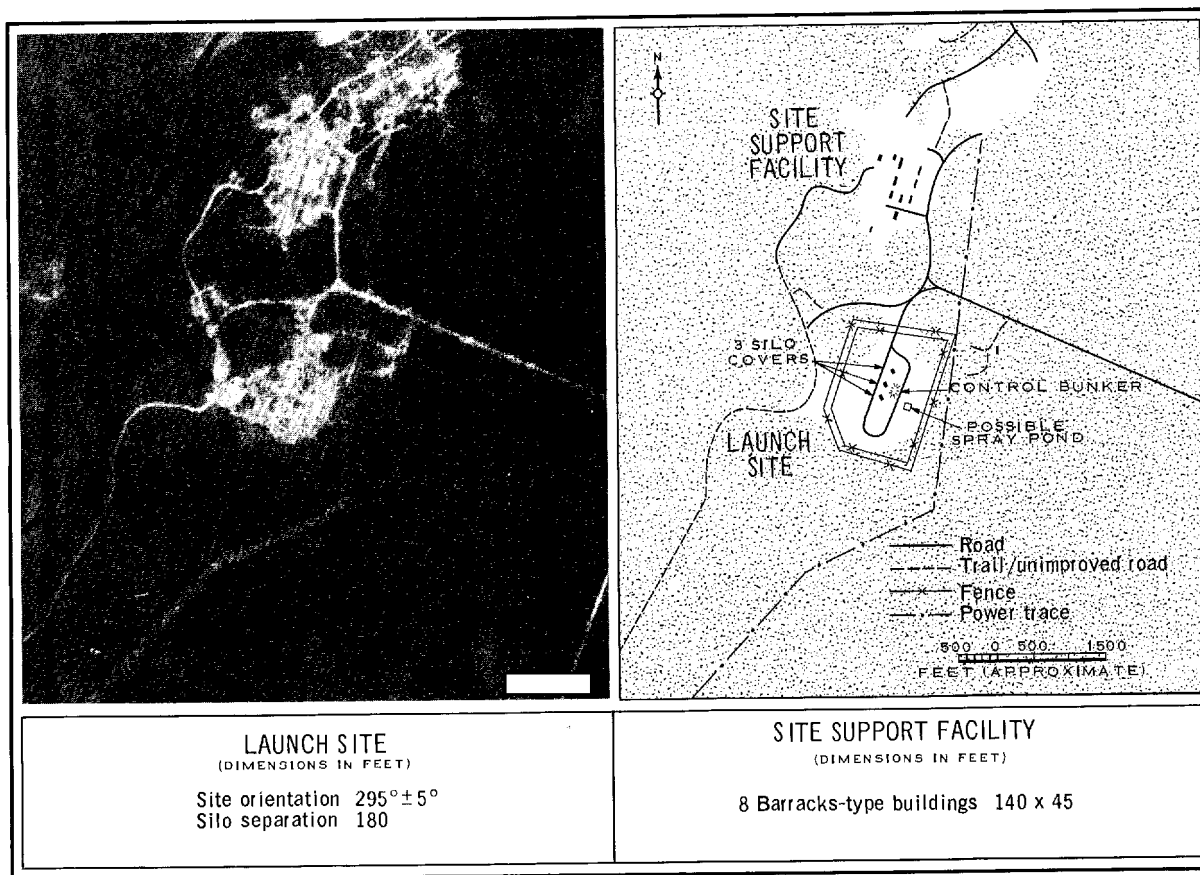 N
SITE
SUPPORT
FACILITY
3 SILO
COVERS
CONTROL BUNKER
POSSIBLE
SPRAY POND
LAUNCH
SITE
Road
Trail/unimproved road
Fence
Power trace
500 0 500 1500
FEET (APPROXIMATE)
LAUNCH SITE
(DIMENSIONS IN FEET)
Site orientation 295°±5°
Silo separation 180
SITE SUPPORT FACILITY
(DIMENSIONS IN FEET)
8 Barracks-type buildings 140 x 45